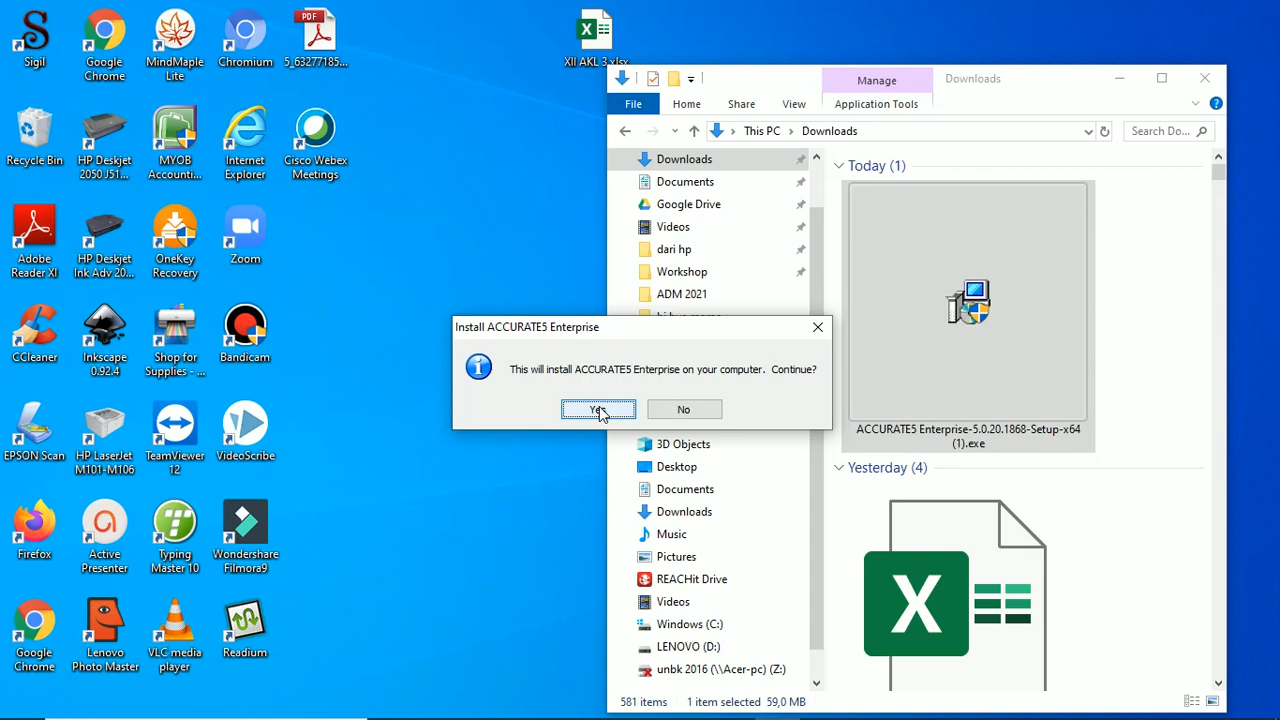 Sigil
Google
Chrome
MindMaple
Lite
Chromium
PDF
5_63277185...
XII AKL 3.xlsx
Recycle Bin
HP Deskjet
2050 J51...
MYOB
Accounti...
Internet
Explorer
Cisco Webex
Meetings
Adobe
Reader XI
HP Deskjet
Ink Adv 20...
OneKey
Recovery
Zoom
CCleaner
Inkscape
0.92.4
Shop for
Supplies - ...
Bandicam
EPSON Scan
HP LaserJet
M101-M106
TeamViewer
12
VideoScribe
Firefox
Active
Presenter
Typing
Master 10
Wondershare
Filmora9
Google
Chrome
Lenovo
Photo Master
VLC media
player
Readium
Manage
Downloads
File
Home
Share
View
Application Tools
This PC
Downloads
Search Do...
Downloads
Documents
Google Drive
Videos
dari hp
Workshop
ADM 2021
3D Objects
Desktop
Documents
Downloads
Music
Pictures
REACHit Drive
Videos
Windows (C:)
LENOVO (D:)
unbk 2016 (\\Acer-pc) (Z:)
Today (1)
ACCURATE5 Enterprise-5.0.20.1868-Setup-x64
(1).exe
Yesterday (4)
X
581 items
1 item selected 59,0 MB
Install ACCURATE5 Enterprise
This will install ACCURATE5 Enterprise on your computer. Continue?
Yes
No